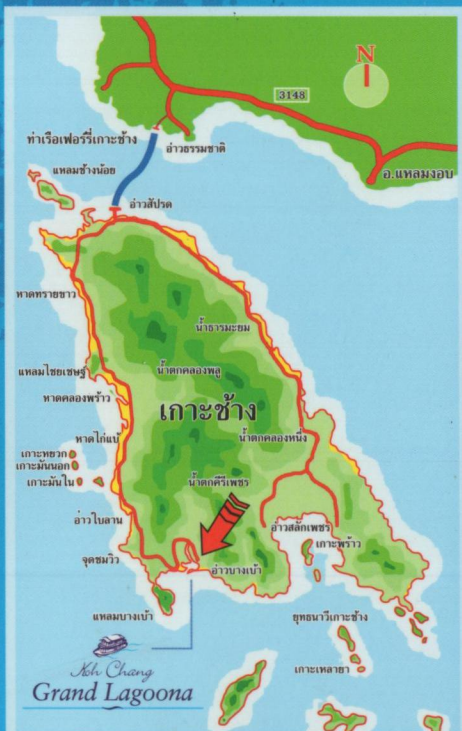 N
3148
ท่าเรือเฟอร์รี่เกาะช้าง
อ่าวธรรมชาติ
อ.แหลมงอบ
แหลมช้างน้อย
อ่าวสัปรด
หาดทรายขาว
น้ำธารมะยม
แหลมไชยเชษฐ์
น้ำตกคลองพลู
หาดคลองพร้าว
เกาะช้าง
หาดไก่แบ้
น้ำตกคลองหนึ่ง
เกาะหยวก
เกาะมันนอก
เกาะมันใน
น้ำตกคีรีเพชร
อ่าวใบลาน
อ่าวสลักเพชร
เกาะพร้าว
จุดชมวิว
อ่าวบางเบ้า
แหลมบางเบ้า
ยุทธนาวีเกาะช้าง
เกาะเหลายา
Koh Chang
Grand Lagoona